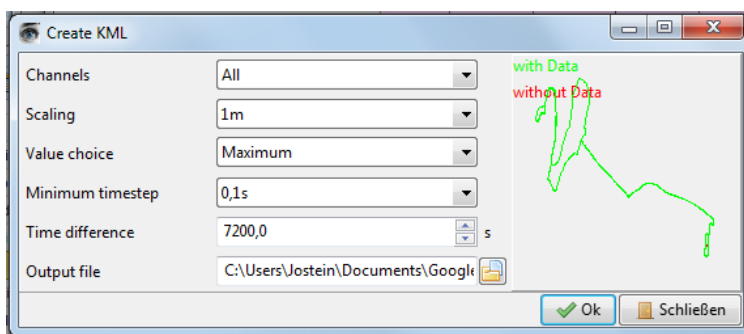 Create KML
Channels All
Scaling 1m
Value choice Maximum
Minimum timestep 0,1s
Time difference 7200,0 s
Output file C:\Users\Jostein\Documents\Google
with Data
without Data
Ok Schließen